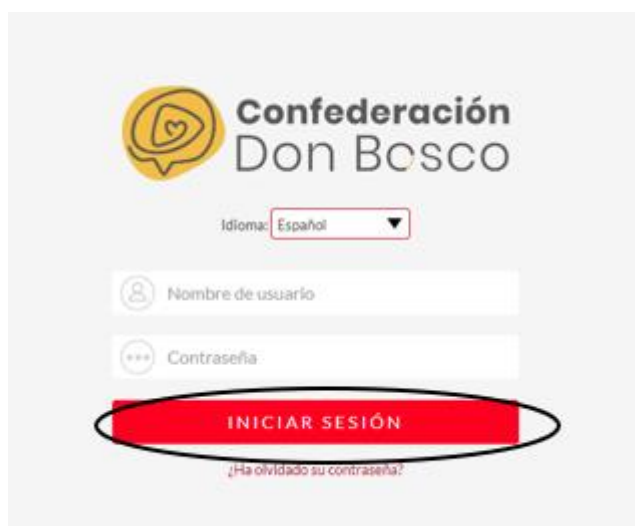 Confederación
Don Bosco
Idioma: Español
Nombre de usuario
Contraseña
INICIAR SESIÓN
¿Ha olvidado su contraseña?